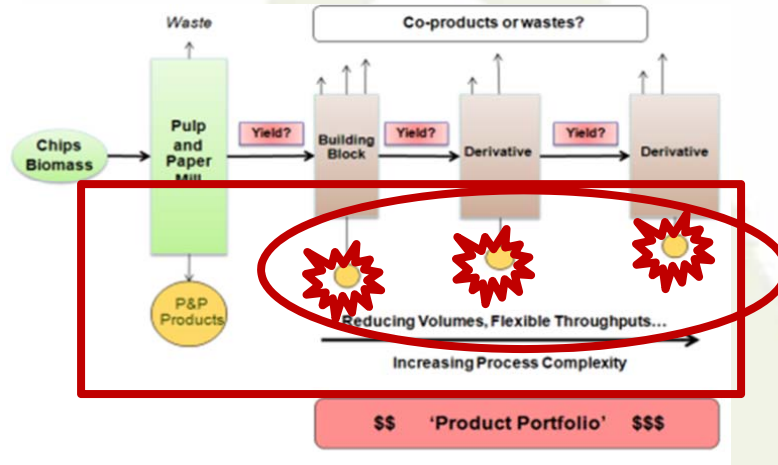 Waste
Co-products or wastes?
Chips
Biomass
Pulp
and
Paper
Mill
Yield?
Building
Block
Yield?
Derivative
Yield?
Derivative
P&P
Products
Reducing Volumes, Flexible Throughputs...
Increasing Process Complexity
$$ 'Product Portfolio' $$$